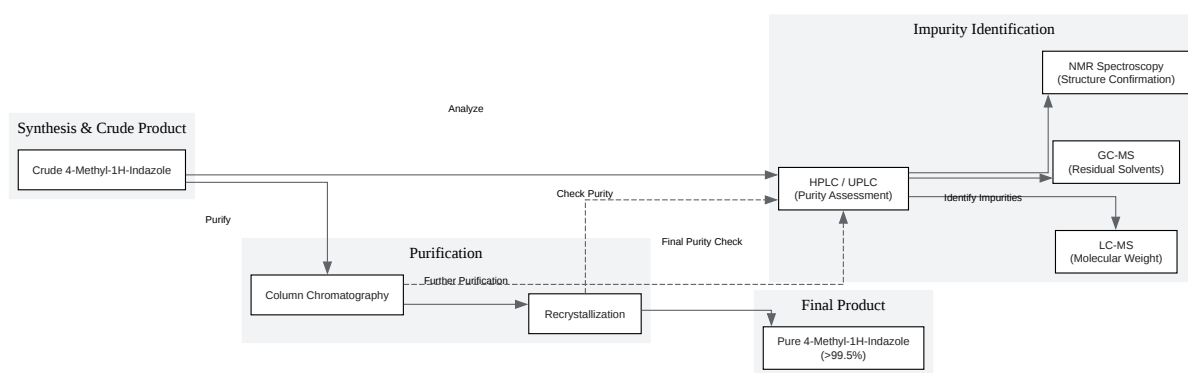 Impurity Identification
NMR Spectroscopy
(Structure Confirmation)
Analyze
Synthesis & Crude Product
Crude 4-Methyl-1H-Indazole
GC-MS
(Residual Solvents)
HPLC / UPLC
(Purity Assessment)
Check Purity
Identify Impurities
Purify
Final Purity Check
LC-MS
(Molecular Weight)
Purification
Further Purification
Column Chromatography
Recrystallization
Final Product
Pure 4-Methyl-1H-Indazole
(>99.5%)